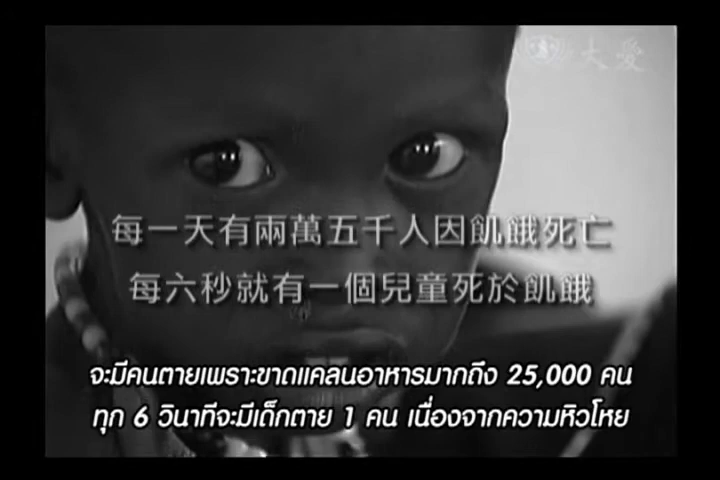 大愛
每一天有兩萬五千人因飢餓死亡
每六秒就有一個兒童死於飢餓
จะมีคนตายเพราะขาดแคลนอาหารมากถึง 25,000 คน
ทุก 6 วินาทีจะมีเด็กตาย 1 คน เนื่องจากความหิวโหย